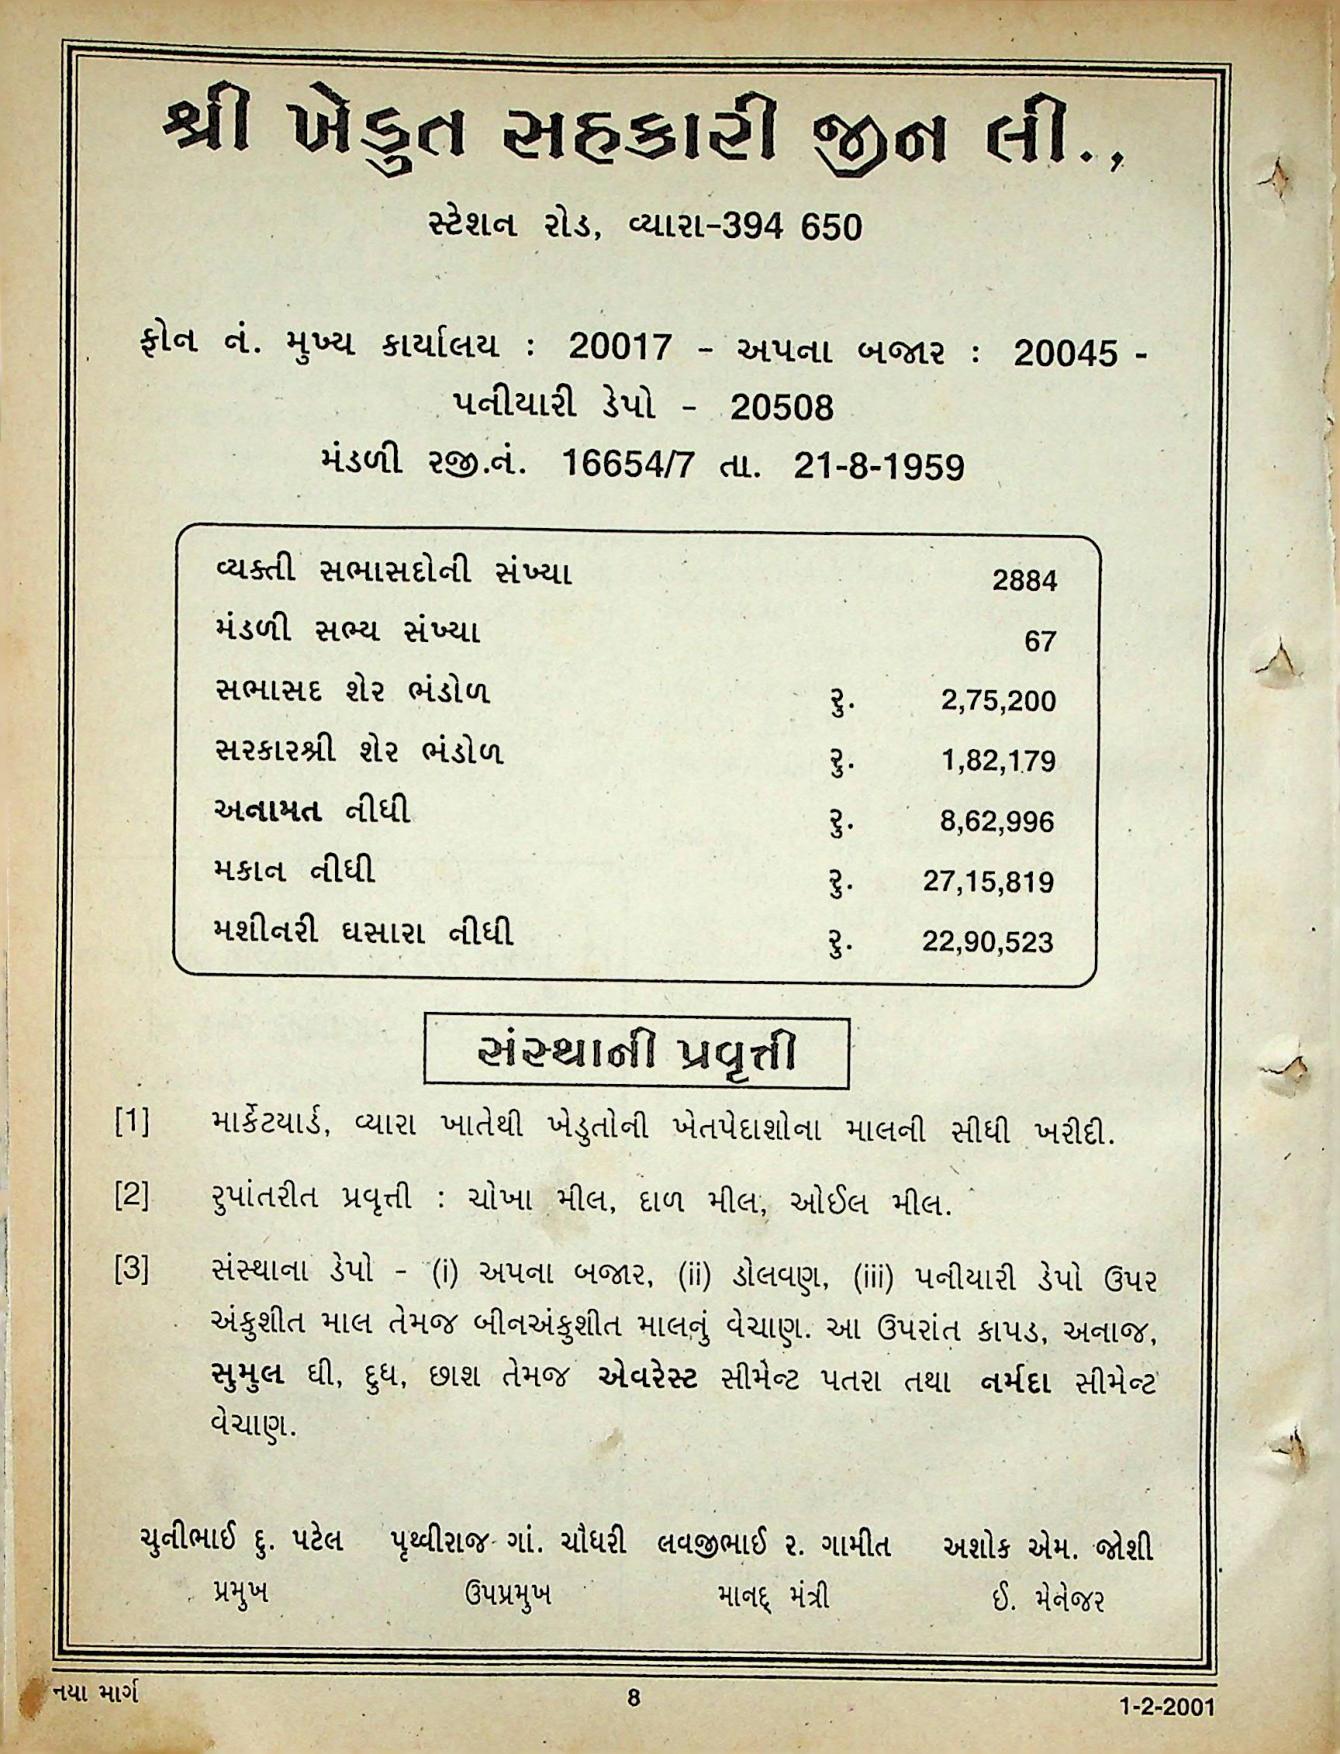 શ્રી ખેડુત સહકારી જીન લી.,
સ્ટેશન રોડ, વ્યારા-394 650
ફોન નં. મુખ્ય કાર્યાલય : 20017 - અપના બજાર : 20045 -
પનીયારી ડેપો - 20508
મંડળી રજી.નં. 16654/7 તા. 21-8-1959
વ્યક્તી સભાસદોની સંખ્યા 2884
મંડળી સભ્ય સંખ્યા 67
સભાસદ શેર ભંડોળ રુ. 2,75,200
સરકારશ્રી શેર ભંડોળ રુ. 1,82,179
અનામત નીધી રુ. 8,62,996
મકાન નીધી રુ. 27,15,819
મશીનરી ઘસારા નીધી રુ. 22,90,523
સંસ્થાની પ્રવૃત્તી
[1] માર્કેટયાર્ડ, વ્યારા ખાતેથી ખેડુતોની ખેતપેદાશોના માલની સીધી ખરીદી.
[2] રુપાંતરીત પ્રવૃત્તી : ચોખા મીલ, દાળ મીલ, ઓઈલ મીલ.
[3] સંસ્થાના ડેપો - (i) અપના બજાર, (ii) ડોલવણ, (iii) પનીયારી ડેપો ઉપર
અંકુશીત માલ તેમજ બીનઅંકુશીત માલનું વેચાણ. આ ઉપરાંત કાપડ, અનાજ,
સુમુલ ઘી, દુધ, છાશ તેમજ એવરેસ્ટ સીમેન્ટ પતરા તથા નર્મદા સીમેન્ટ
વેચાણ.
ચુનીભાઈ દુ. પટેલ પૃથ્વીરાજ ગાં. ચૌધરી લવજીભાઈ ર. ગામીત અશોક એમ. જોશી
પ્રમુખ ઉપપ્રમુખ માનદ્ મંત્રી ઈ. મેનેજર
નયા માર્ગ 8 1-2-2001